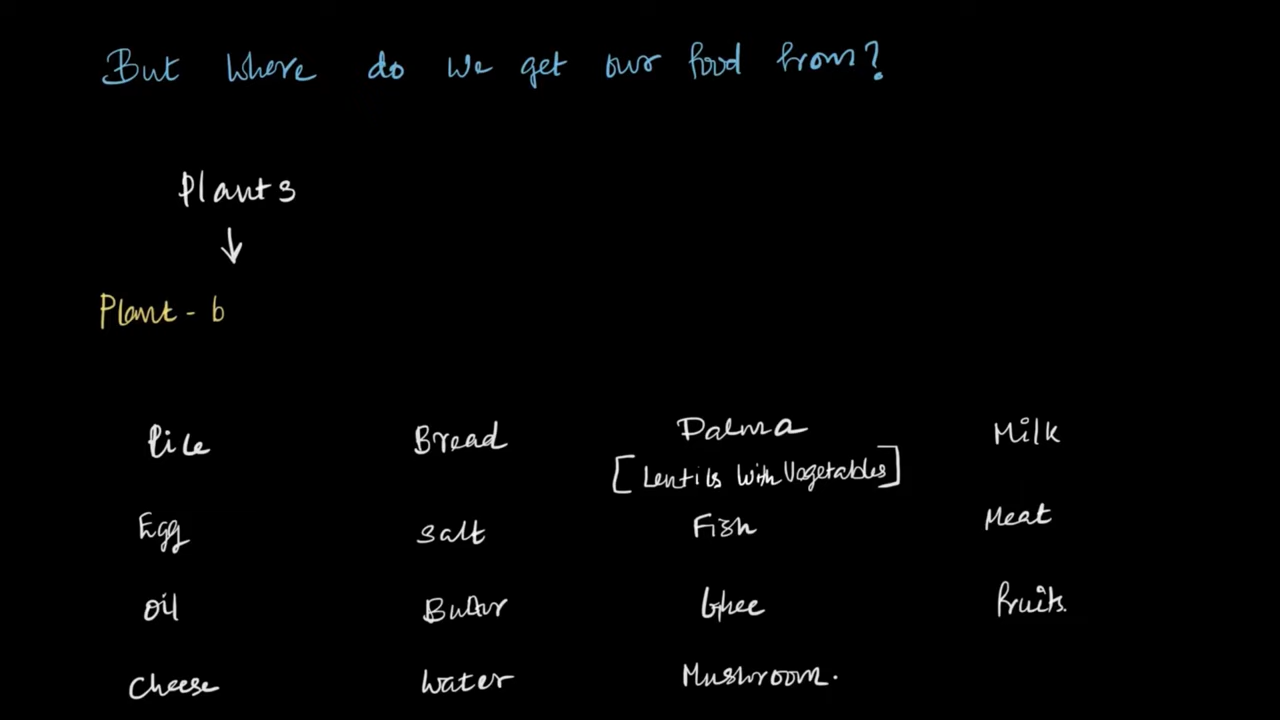 But where do we get our food from?
Plants
Plant - b
Rice Bread Dalma Milk
[Lentils with Vegetables]
Egg Salt Fish Meat
Oil Butter Ghee Fruits.
Cheese Water Mushroom.